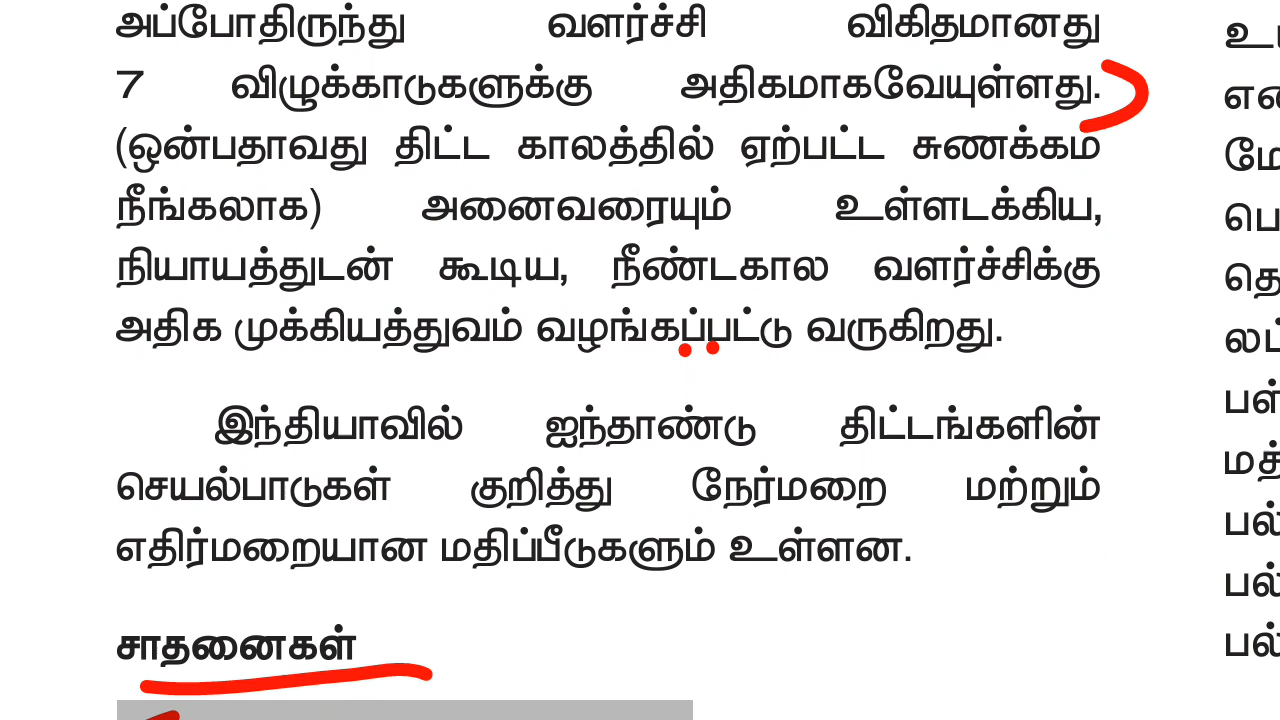 அப்போதிருந்து வளர்ச்சி விகிதமானது
7 விழுக்காடுகளுக்கு அதிகமாகவேயுள்ளது.
(ஒன்பதாவது திட்ட காலத்தில் ஏற்பட்ட சுணக்கம்
நீங்கலாக) அனைவரையும் உள்ளடக்கிய,
நியாயத்துடன் கூடிய, நீண்டகால வளர்ச்சிக்கு
அதிக முக்கியத்துவம் வழங்கப்பட்டு வருகிறது.
இந்தியாவில் ஐந்தாண்டு திட்டங்களின்
செயல்பாடுகள் குறித்து நேர்மறை மற்றும்
எதிர்மறையான மதிப்பீடுகளும் உள்ளன.
சாதனைகள்